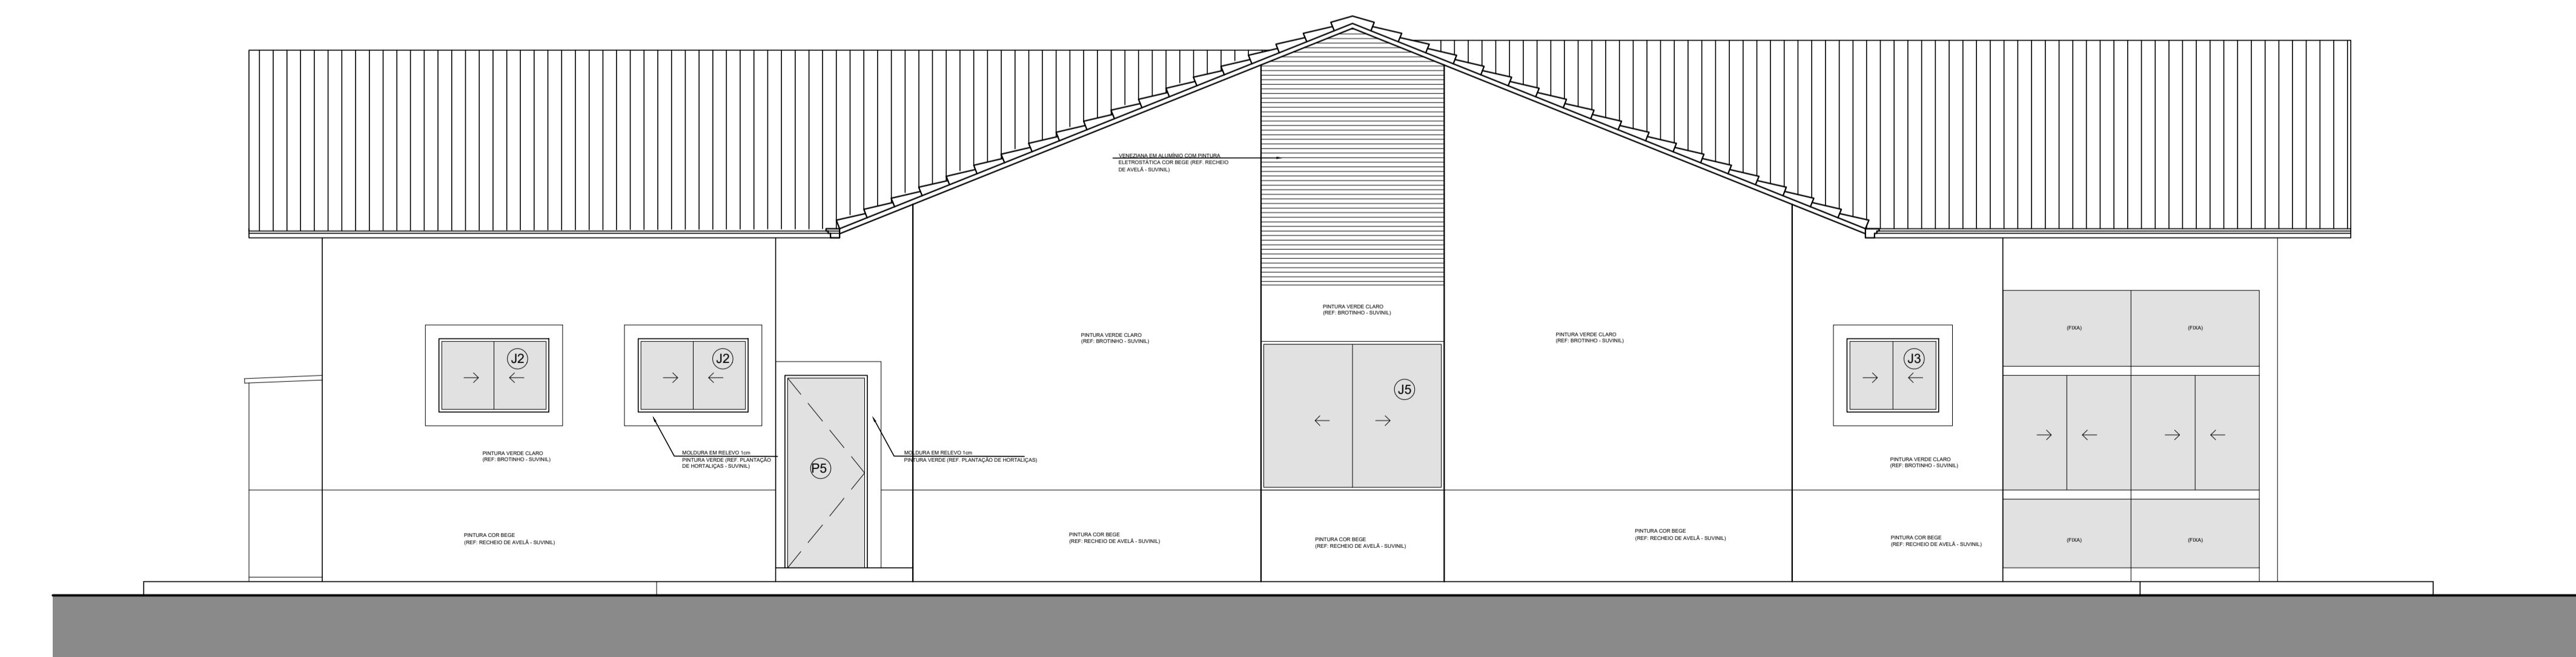 VENEZIANA EM ALUMÍNIO COM PINTURA
ELETROSTÁTICA COR BEGE (REF. RECHEIO
DE AVELÃ - SUVINIL)
PINTURA VERDE CLARO
(REF: BROTINHO - SUVINIL)
PINTURA VERDE CLARO
(REF: BROTINHO - SUVINIL)
PINTURA VERDE CLARO
(REF: BROTINHO - SUVINIL)
(FIXA)
(FIXA)
J2
J2
J3
J5
PINTURA VERDE CLARO
(REF: BROTINHO - SUVINIL)
MOLDURA EM RELEVO 1cm
PINTURA VERDE (REF. PLANTAÇÃO
DE HORTALIÇAS - SUVINIL)
P5
MOLDURA EM RELEVO 1cm
PINTURA VERDE (REF. PLANTAÇÃO DE HORTALIÇAS)
PINTURA VERDE CLARO
(REF: BROTINHO - SUVINIL)
PINTURA COR BEGE
(REF: RECHEIO DE AVELÃ - SUVINIL)
PINTURA COR BEGE
(REF: RECHEIO DE AVELÃ - SUVINIL)
PINTURA COR BEGE
(REF: RECHEIO DE AVELÃ - SUVINIL)
PINTURA COR BEGE
(REF: RECHEIO DE AVELÃ - SUVINIL)
PINTURA COR BEGE
(REF: RECHEIO DE AVELÃ - SUVINIL)
(FIXA)
(FIXA)